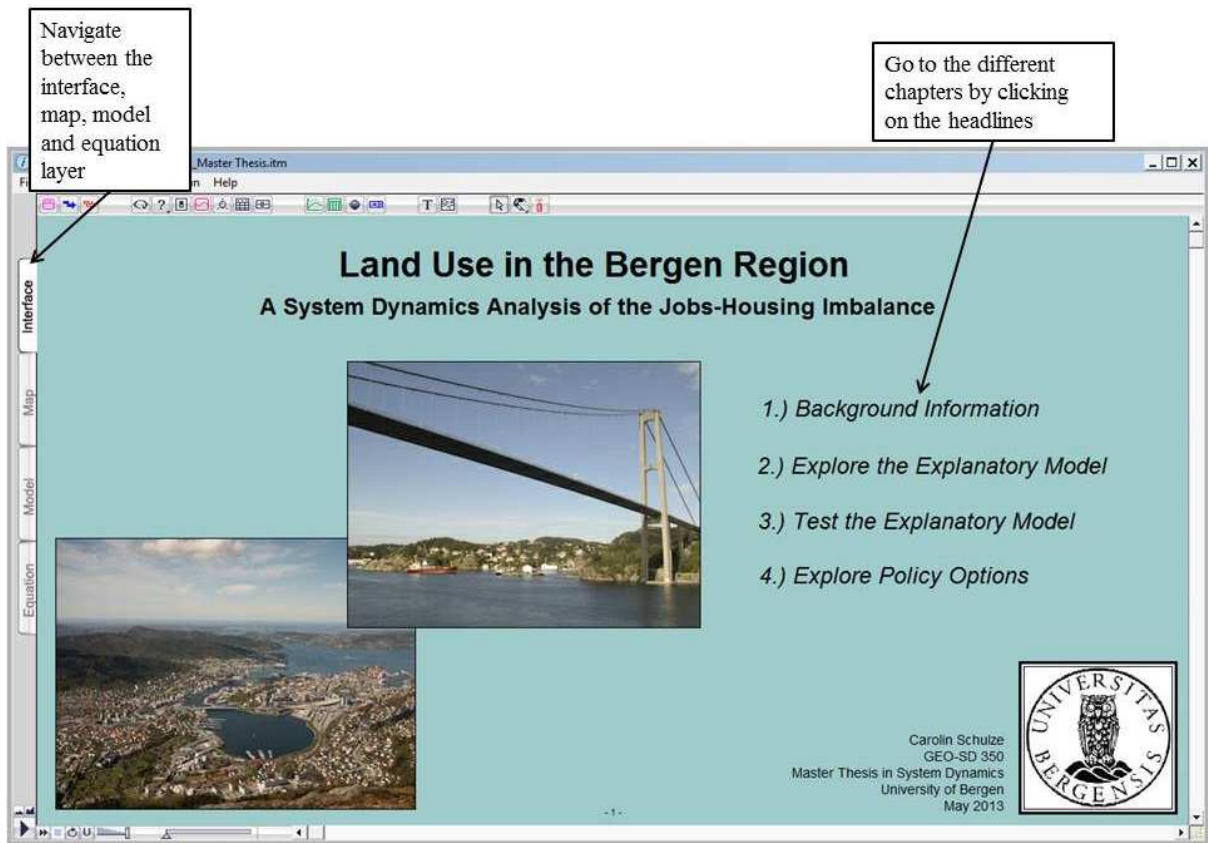 Navigate
between the
interface,
map, model
and equation
layer
Go to the different
chapters by clicking
on the headlines
_Master Thesis.itm
Help
Interface
Map
Model
Equation
Land Use in the Bergen Region
A System Dynamics Analysis of the Jobs-Housing Imbalance
1.) Background Information
2.) Explore the Explanatory Model
3.) Test the Explanatory Model
4.) Explore Policy Options
UNIVERSITAS
BERGENSIS
Carolin Schulze
GEO-SD 350
Master Thesis in System Dynamics
University of Bergen
May 2013
-1-
U